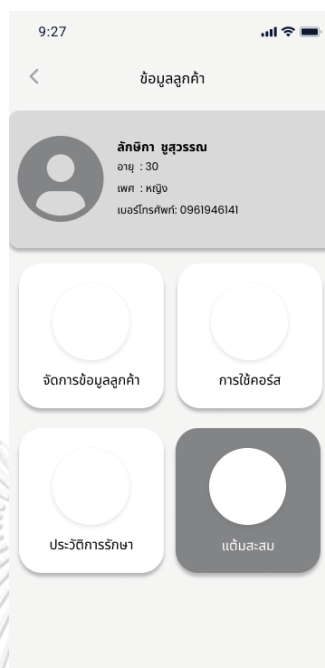 9:27
ข้อมูลลูกค้า
ลักษิกา ชูสุวรรณ
อายุ : 30
เพศ : หญิง
เบอร์โทรศัพท์: 0961946141
จัดการข้อมูลลูกค้า
การใช้คอร์ส
ประวัติการรักษา
แต้มสะสม